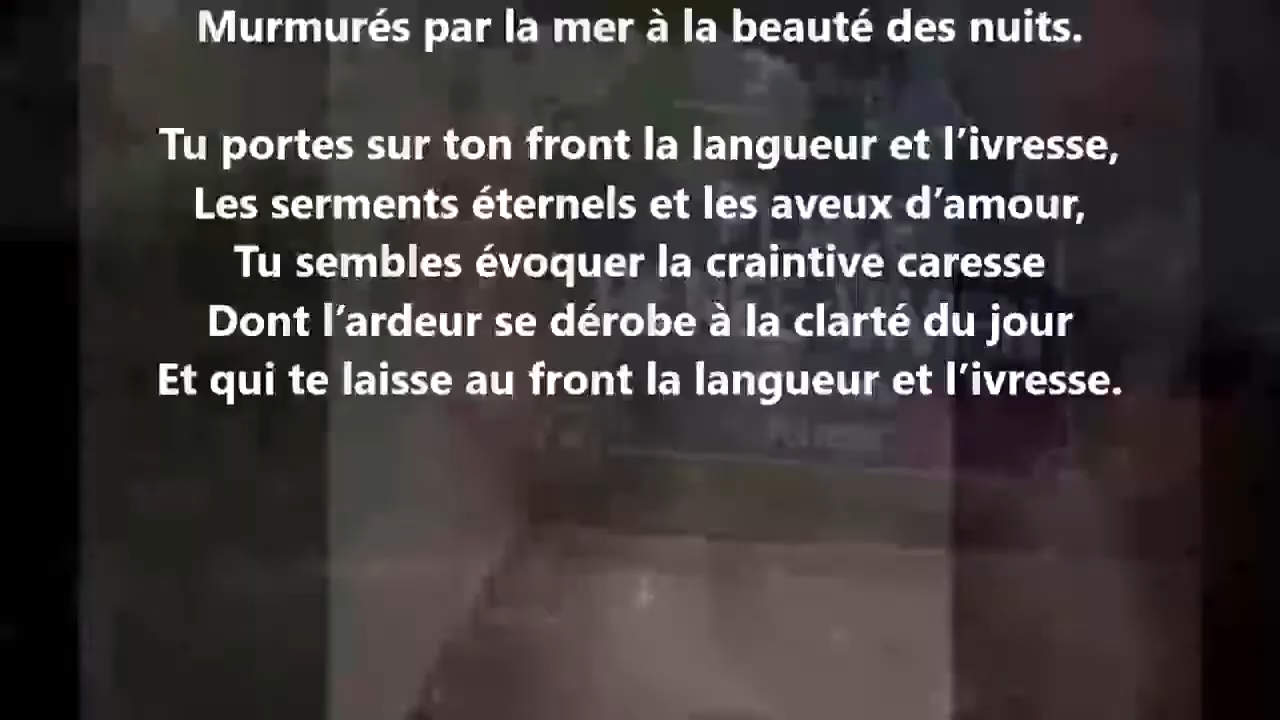 Murmurés par la mer à la beauté des nuits.
Tu portes sur ton front la langueur et l’ivresse,
Les serments éternels et les aveux d’amour,
Tu sembles évoquer la craintive caresse
Dont l’ardeur se dérobe à la clarté du jour
Et qui te laisse au front la langueur et l’ivresse.